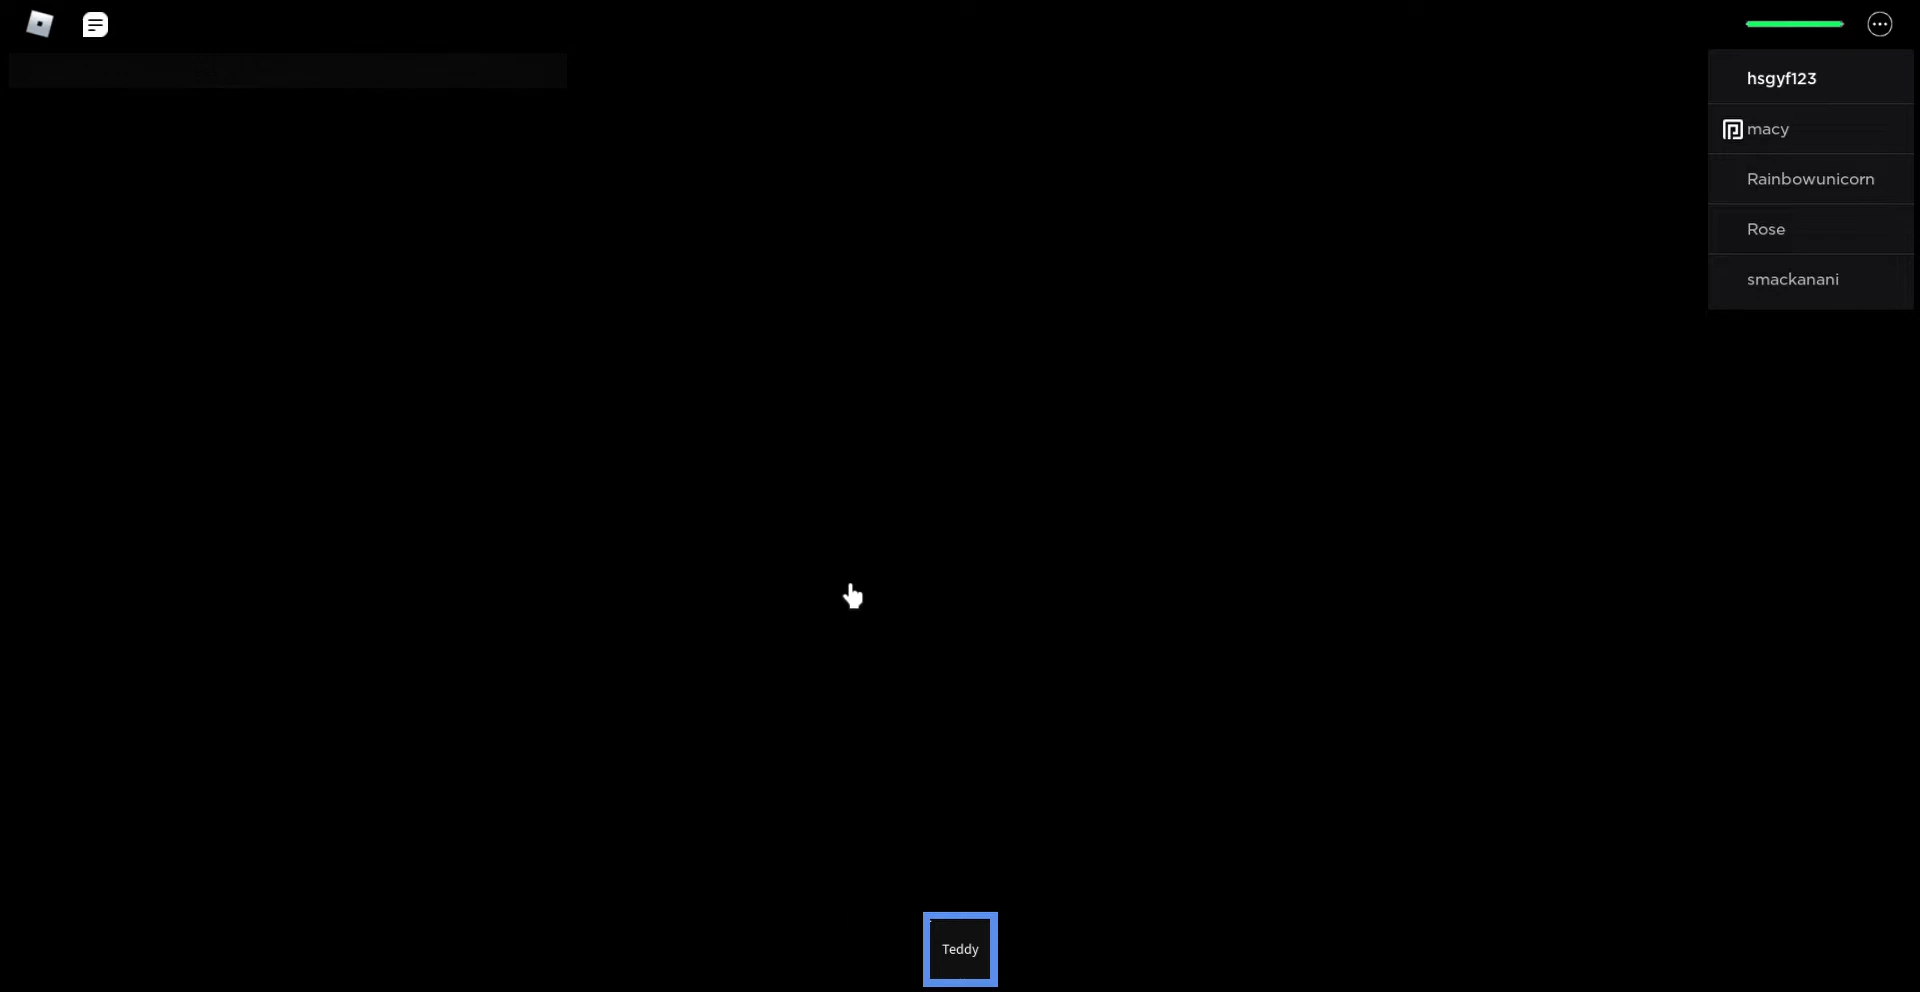 hsgyf123
macy
Rainbowunicorn
Rose
smackanani
Teddy